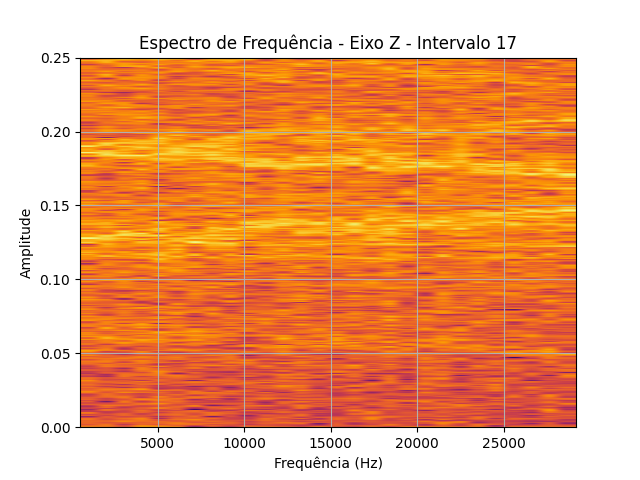 Espectro de Frequência - Eixo Z - Intervalo 17
0.25
0.20
0.15
0.10
0.05
0.00
Amplitude
5000 10000 15000 20000 25000
Frequência (Hz)